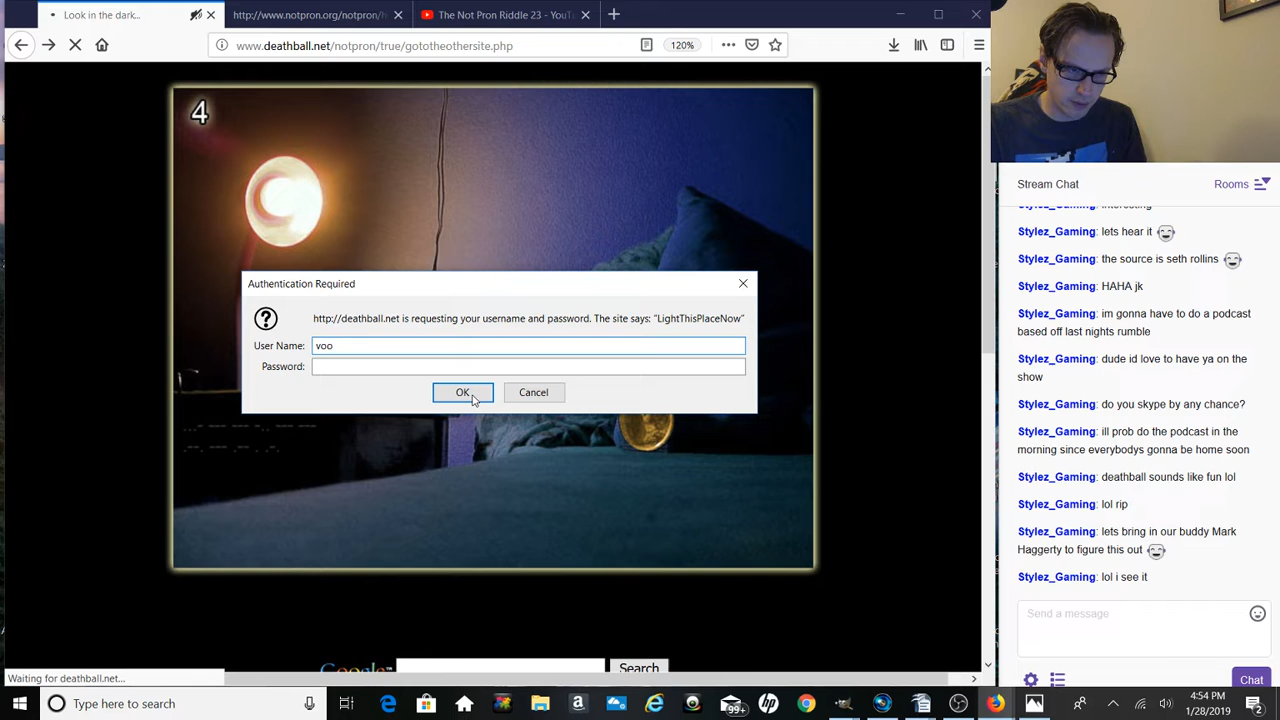 Look in the dark...
http://www.notpron.org/notpron/h
The Not Pron Riddle 23 - YouT
www.deathball.net/notpron/true/gototheothersite.php
120%
4
Authentication Required
http://deathball.net is requesting your username and password. The site says: “LightThisPlaceNow”
User Name: voo
Password:
OK
Cancel
Google™
Search
Waiting for deathball.net...
Stream Chat
Rooms
Stylez_Gaming: interesting
Stylez_Gaming: lets hear it
Stylez_Gaming: the source is seth rollins
Stylez_Gaming: HAHA jk
Stylez_Gaming: im gonna have to do a podcast
based off last nights rumble
Stylez_Gaming: dude id love to have ya on the
show
Stylez_Gaming: do you skype by any chance?
Stylez_Gaming: ill prob do the podcast in the
morning since everybodys gonna be home soon
Stylez_Gaming: deathball sounds like fun lol
Stylez_Gaming: lol rip
Stylez_Gaming: lets bring in our buddy Mark
Haggerty to figure this out
Stylez_Gaming: lol i see it
Send a message
Chat
Type here to search
99+
4:54 PM
1/28/2019